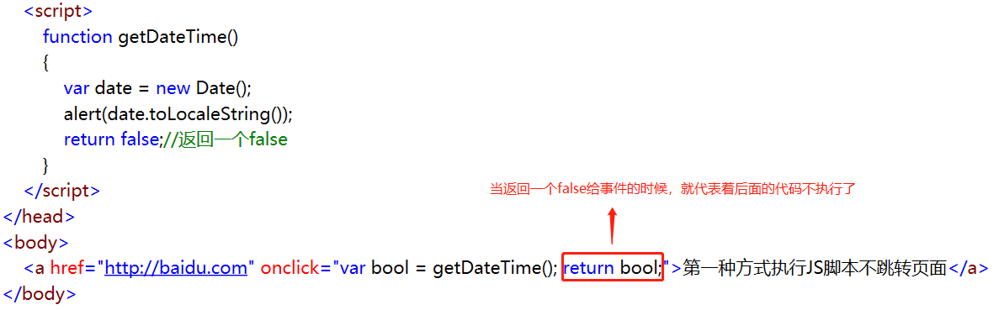 <script>
function getDateTime()
{
var date = new Date();
alert(date.toLocaleString());
return false;//返回一个false
}
</script>
当返回一个false给事件的时候，就代表着后面的代码不执行了
</head>
<body>
<a href="http://baidu.com" onclick="var bool = getDateTime(); return bool;">第一种方式执行JS脚本不跳转页面</a>
</body>